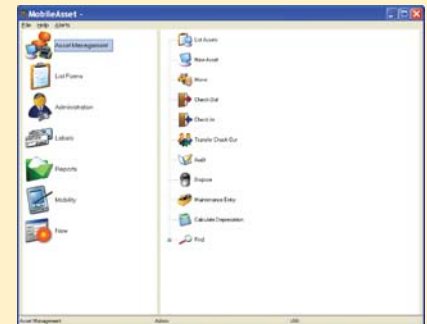 MobileAsset -
File Help Alerts
Asset Management
List Forms
Administration
Labels
Reports
Mobility
New
List Assets
New Asset
Move
Check Out
Check In
Transfer Check Out
Audit
Dispose
Maintenance Entry
Calculate Depreciation
Find
Asset Management
Admin